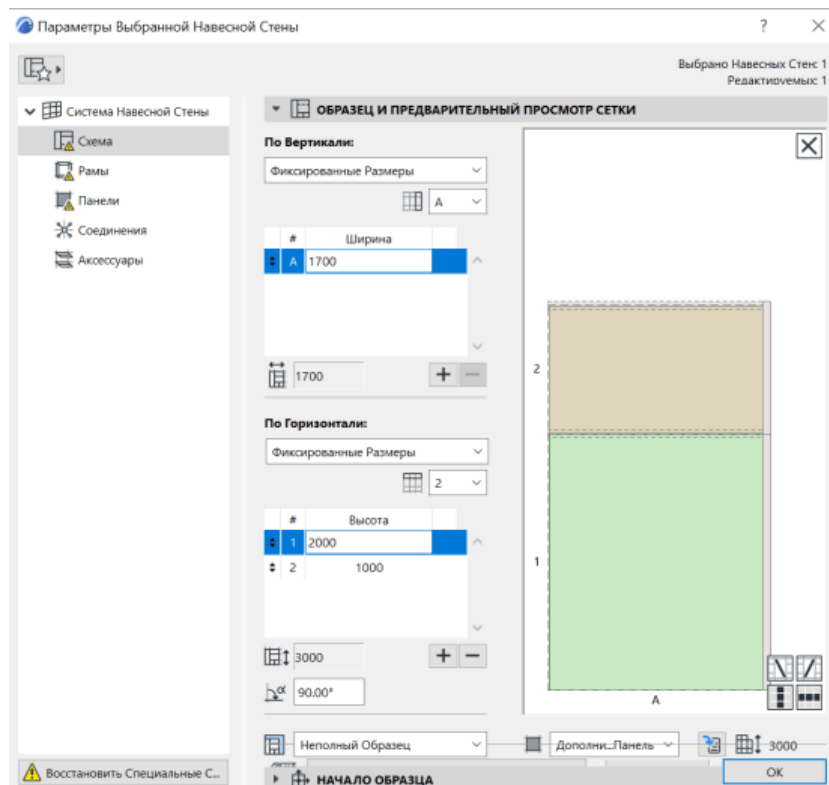 Параметры Выбранной Навесной Стены
?
Выбрано Навесных Стен: 1
Редактируемых: 1
Система Навесной Стены
Схема
Рамы
Панели
Соединения
Аксессуары
Восстановить Специальные С...
ОБРАЗЕЦ И ПРЕДВАРИТЕЛЬНЫЙ ПРОСМОТР СЕТКИ
По Вертикали:
Фиксированные Размеры
A
# Ширина
A 1700
1700
По Горизонтали:
Фиксированные Размеры
2
# Высота
1 2000
2 1000
3000
α 90.00°
2
1
A
Неполный Образец
Дополни...Панель
3000
НАЧАЛО ОБРАЗЦА
OK